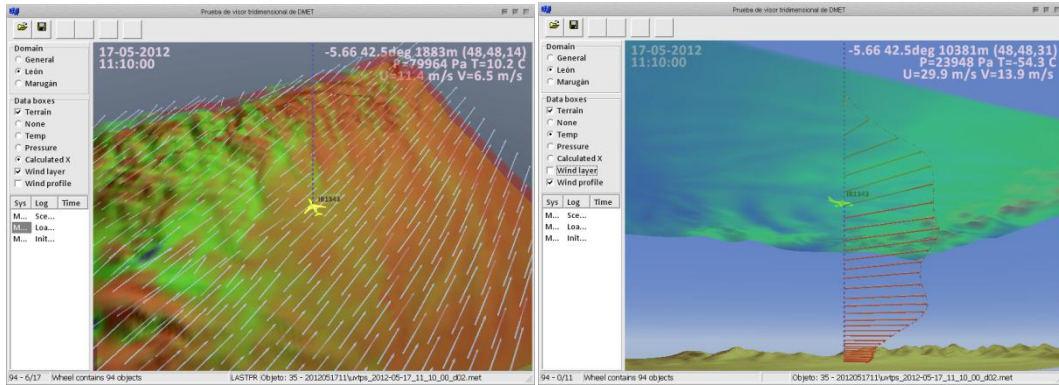 Prueba de visor tridimensional de DMET
Domain
General
León
Marugán
Data boxes
Terrain
None
Temp
Pressure
Calculated X
Wind layer
Wind profile
Sys Log Time
M... Sce...
M... Loa...
M... Init...
17-05-2012
11:10:00
-5.66 42.5deg 1883m (48,48,14)
P=79964 Pa T=10.2 C
U=11.4 m/s V=6.5 m/s
IB1343
94 - 6/17 Wheel contains 94 objects LASTPR Objeto: 35 - 2012051711\uvtps_2012-05-17_11_10_00_d02.met
Prueba de visor tridimensional de DMET
Domain
General
León
Marugán
Data boxes
Terrain
None
Temp
Pressure
Calculated X
Wind layer
Wind profile
Sys Log Time
M... Sce...
M... Loa...
M... Init...
17-05-2012
11:10:00
-5.66 42.5deg 10381m (48,48,31)
P=23948 Pa T=-54.3 C
U=29.9 m/s V=13.9 m/s
IB1343
94 - 0/11 Wheel contains 94 objects Objeto: 35 - 2012051711\uvtps_2012-05-17_11_10_00_d02.met